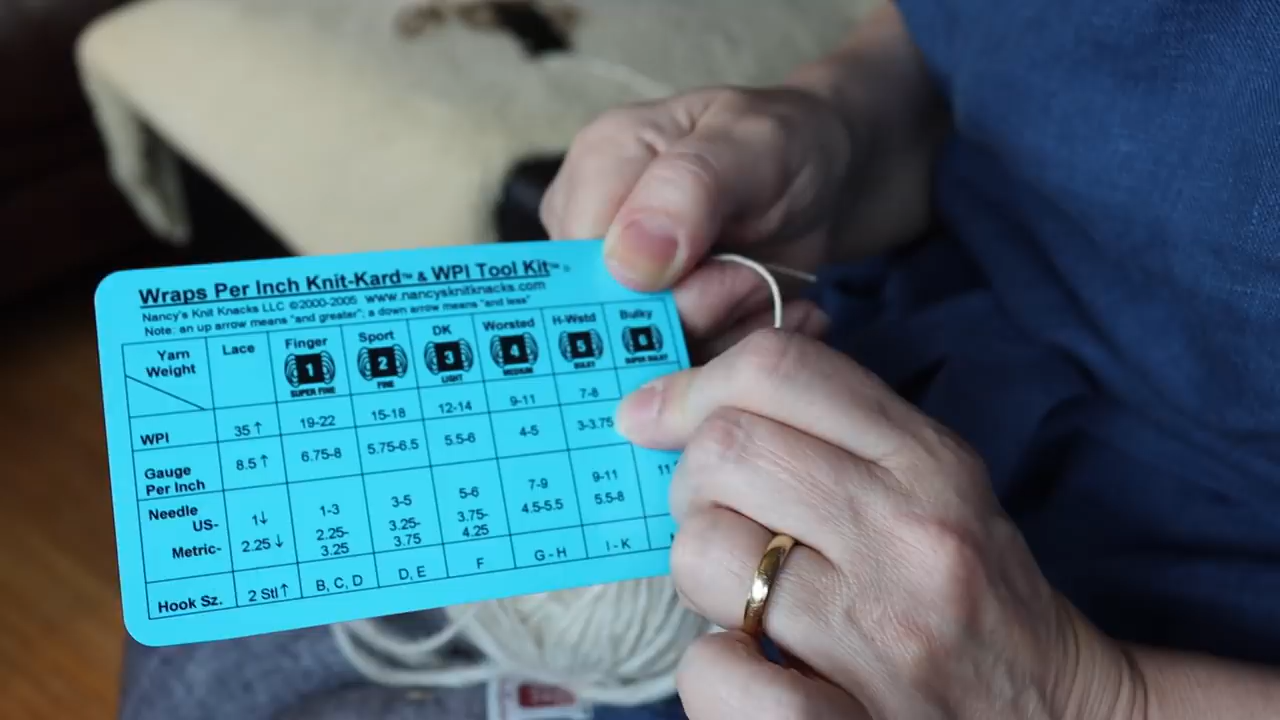 Wraps Per Inch Knit-Kard™ & WPI Tool Kit™
Nancy's Knit Knacks LLC ©2000-2005 www.nancysknitknacks.com
Note: an up arrow means "and greater"; a down arrow means "and less"
Yarn Weight Lace Finger Sport DK Worsted H-Wstd Bulky
1 2 3 4 5 6
SUPER FINE FINE LIGHT MEDIUM BULKY SUPER BULKY
WPI 35↑ 19-22 15-18 12-14 9-11 7-8
Gauge Per Inch 8.5↑ 6.75-8 5.75-6.5 5.5-6 4-5 3-3.75
Needle US- 1↓ 1-3 3-5 5-6 7-9 9-11 11
Metric- 2.25↓ 2.25-3.25 3.25-3.75 3.75-4.25 4.5-5.5 5.5-8
Hook Sz. 2 Stl↑ B, C, D D, E F G - H I - K